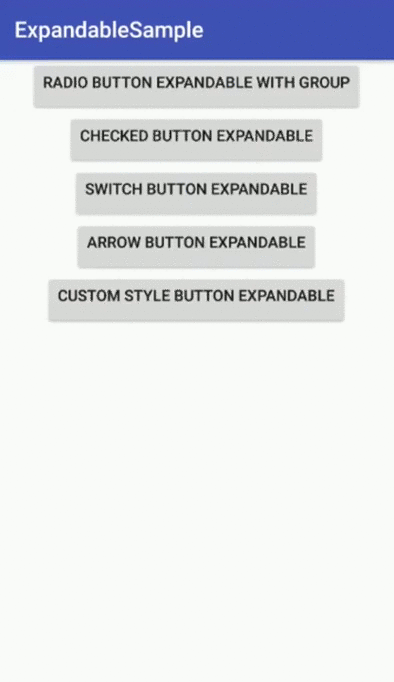 ExpandableSample
RADIO BUTTON EXPANDABLE WITH GROUP
CHECKED BUTTON EXPANDABLE
SWITCH BUTTON EXPANDABLE
ARROW BUTTON EXPANDABLE
CUSTOM STYLE BUTTON EXPANDABLE